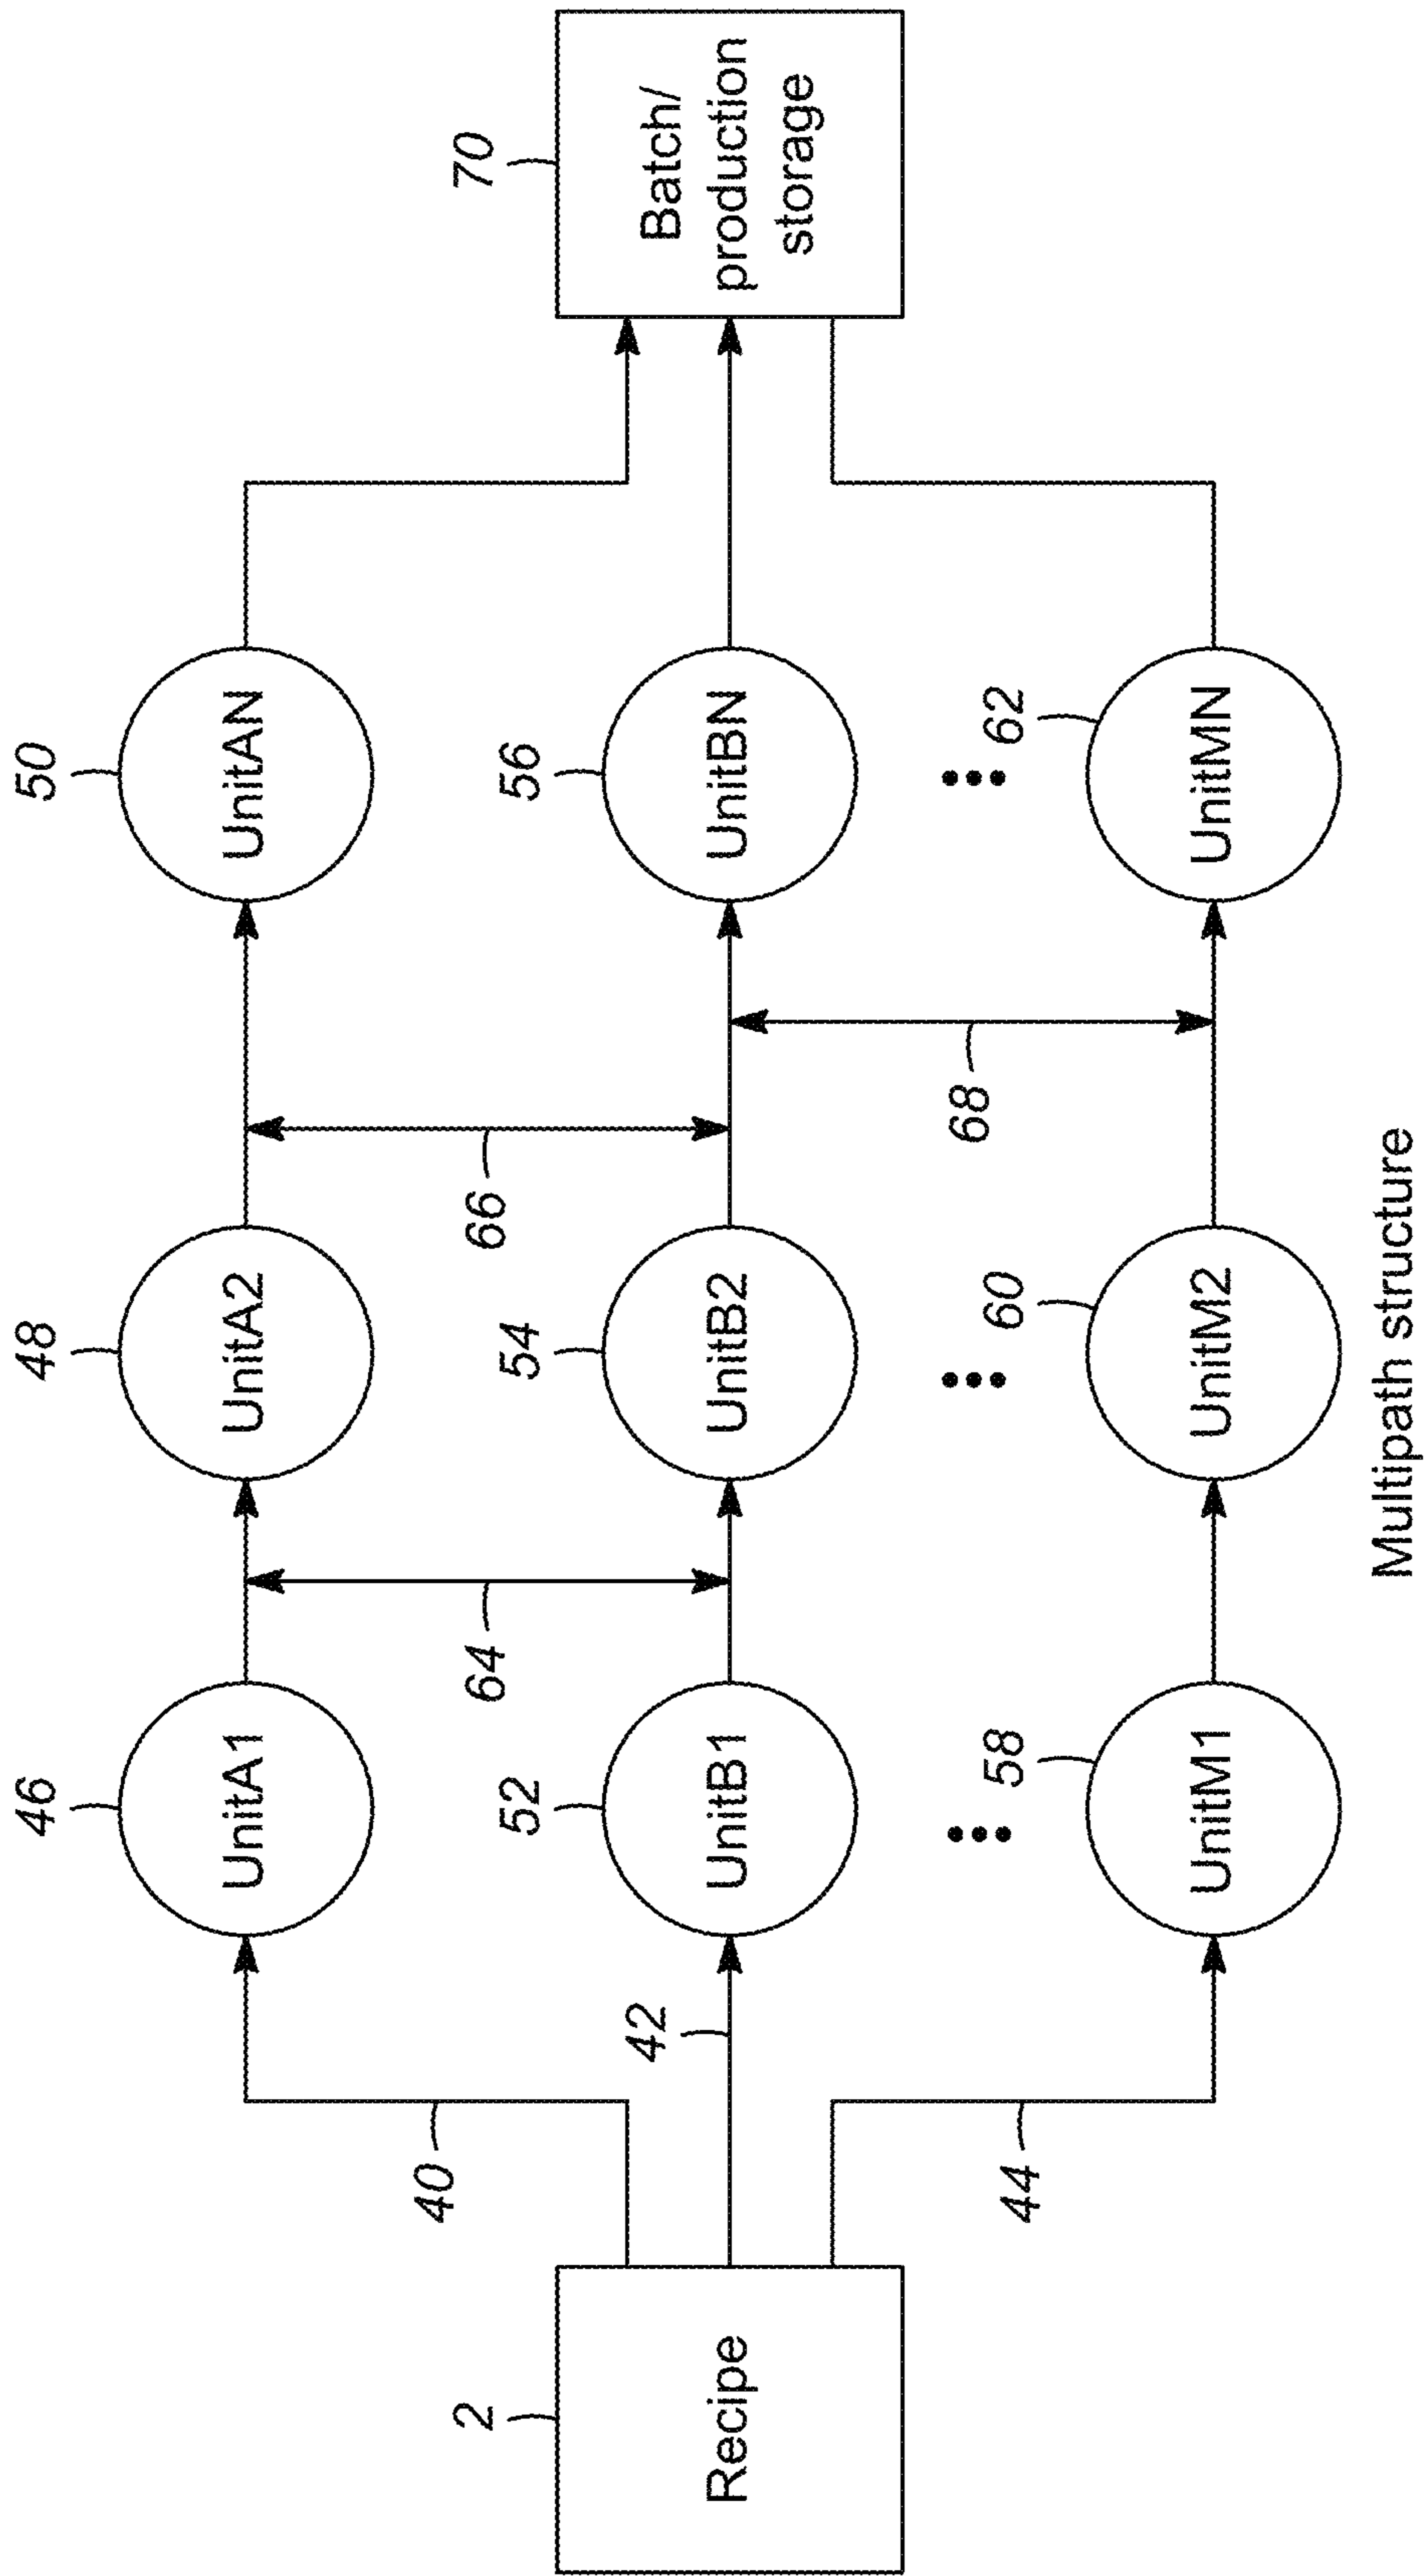 50
48
46
UnitAN
UnitA2
UnitA1
40
66
64
70
2
56
54
52
42
Batch/
production
storage
UnitBN
UnitB2
UnitB1
Recipe
68
62
60
58
44
UnitMN
UnitM2
UnitM1
Multipath structure